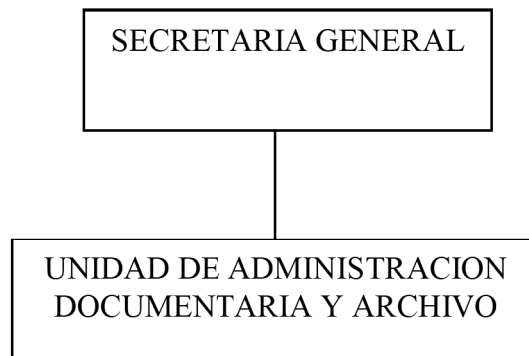 SECRETARIA GENERAL
UNIDAD DE ADMINISTRACION
DOCUMENTARIA Y ARCHIVO